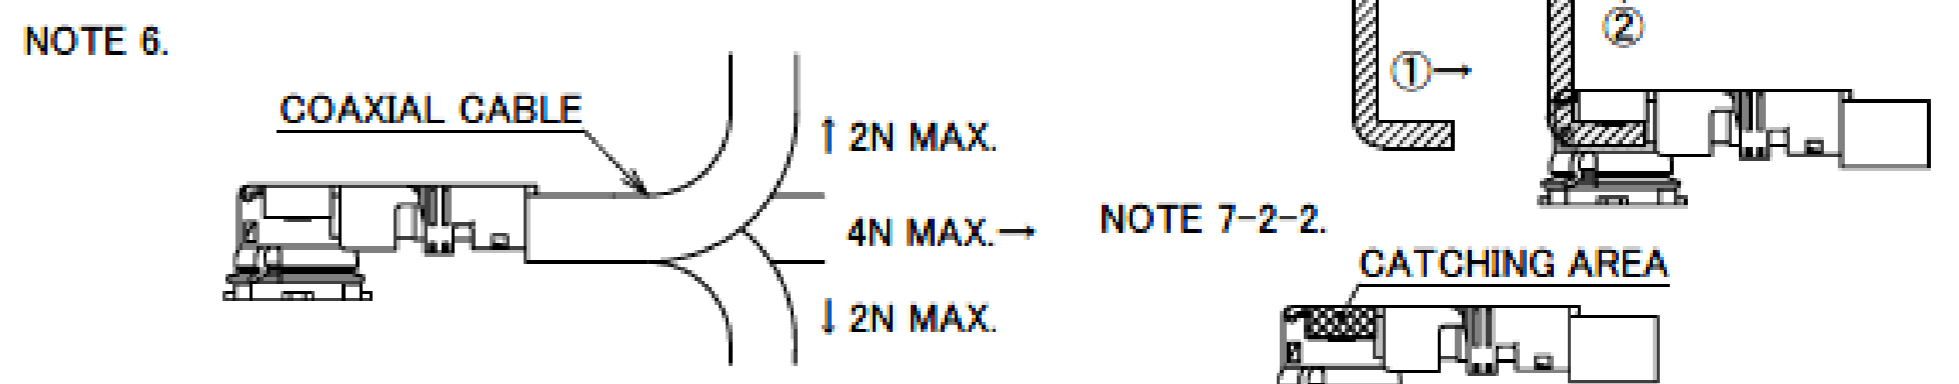 NOTE 6.
COAXIAL CABLE
↑ 2N MAX.
4N MAX.→
↓ 2N MAX.
①→
②
NOTE 7-2-2.
CATCHING AREA